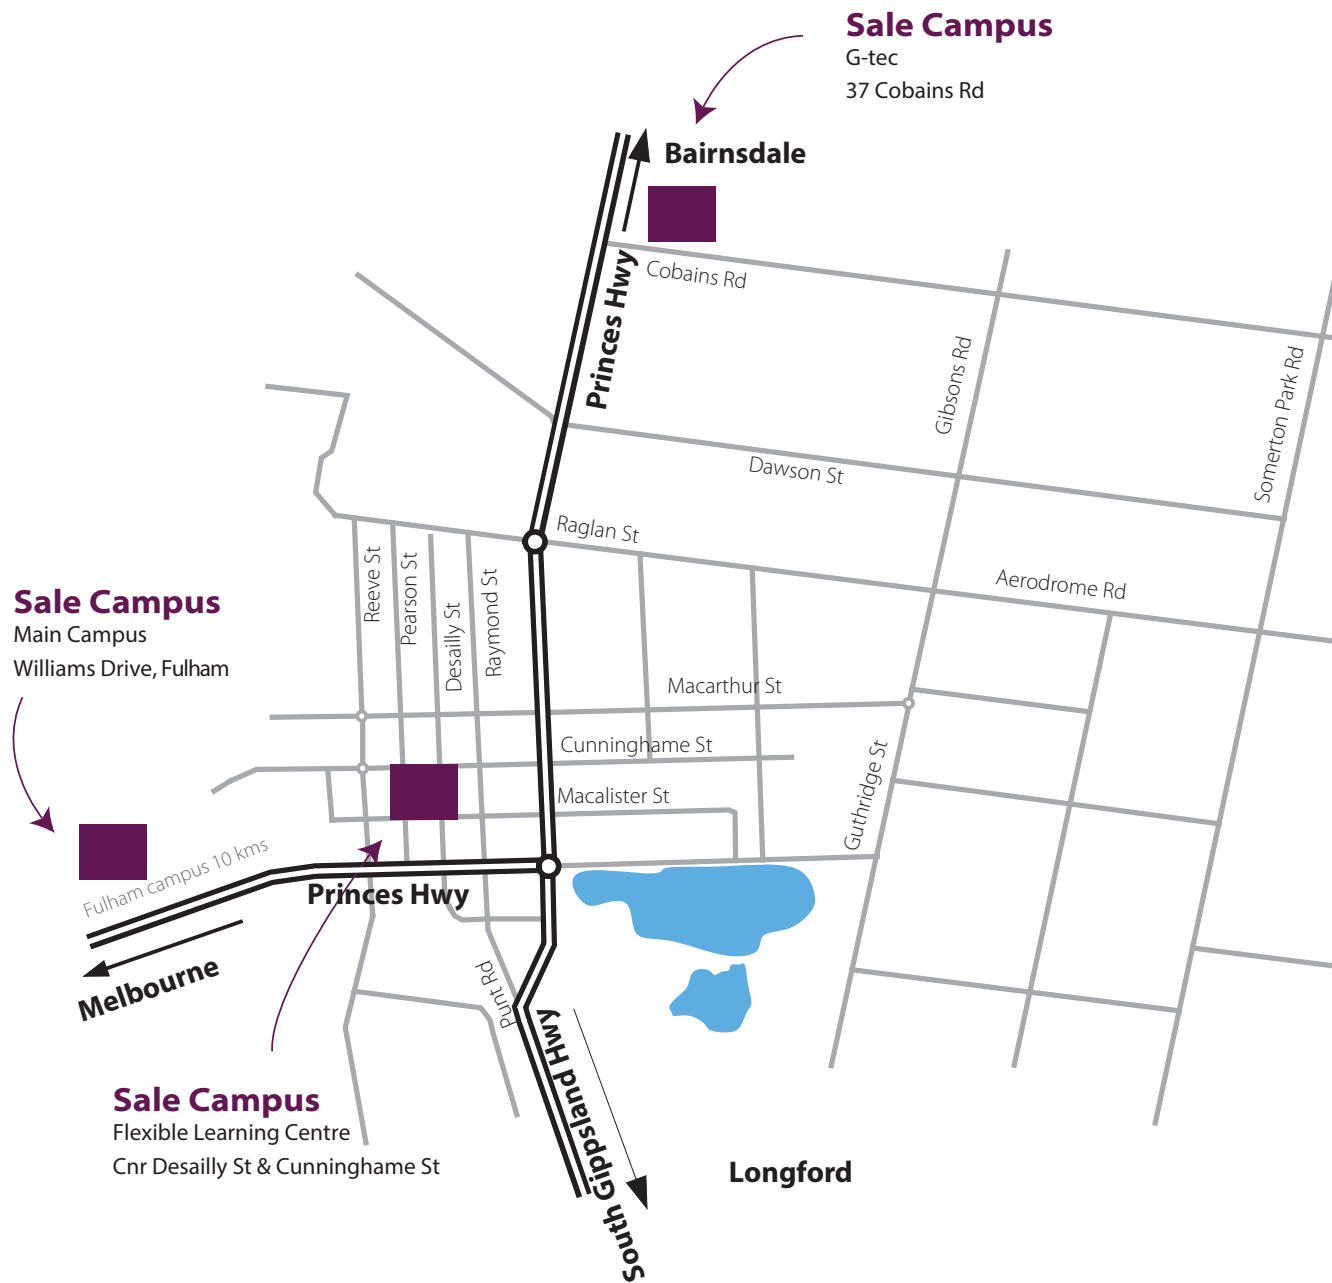 Sale Campus
G-tec
37 Cobains Rd
Bairnsdale
Princes Hwy
Cobains Rd
Gibsons Rd
Somerton Park Rd
Dawson St
Raglan St
Aerodrome Rd
Reeve St
Pearson St
Desailly St
Raymond St
Sale Campus
Main Campus
Williams Drive, Fulham
Macarthur St
Cunninghame St
Macalister St
Guthridge St
Fulham campus 10 kms
Princes Hwy
Melbourne
Punt Rd
South Gippsland Hwy
Sale Campus
Flexible Learning Centre
Cnr Desailly St & Cunninghame St
Longford